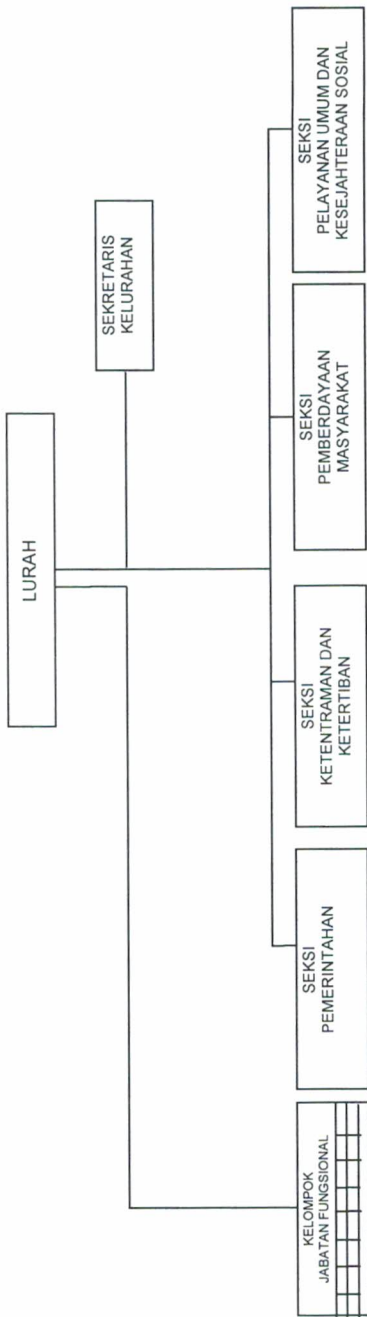 LURAH
SEKRETARIS
KELURAHAN
KELOMPOK
JABATAN FUNGSIONAL
SEKSI
PEMERINTAHAN
SEKSI
KETENTRAMAN DAN
KETERTIBAN
SEKSI
PEMBERDAYAAN
MASYARAKAT
SEKSI
PELAYANAN UMUM DAN
KESEJAHTERAAN SOSIAL